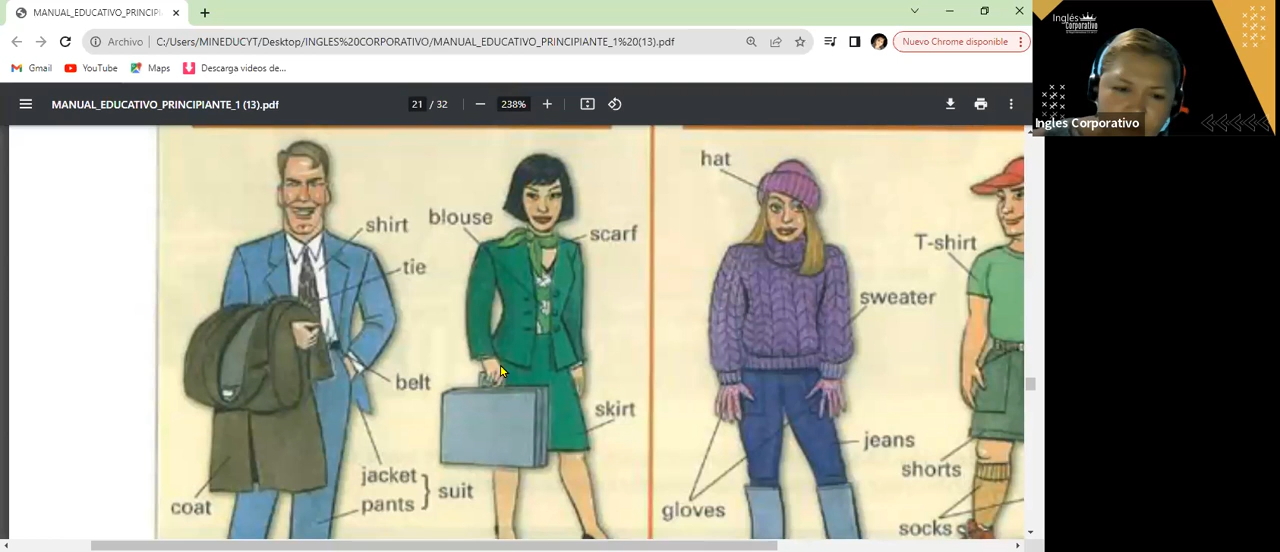 MANUAL_EDUCATIVO_PRINCIPI
Archivo
C:/Users/MINEDUCYT/Desktop/INGLES%20CORPORATIVO/MANUAL_EDUCATIVO_PRINCIPIANTE_1%20(13).pdf
Nuevo Chrome disponible
Gmail
YouTube
Maps
Descarga videos de...
MANUAL_EDUCATIVO_PRINCIPIANTE_1 (13).pdf
21 / 32
238%
Inglés
Corporativo
Ingles Corporativo
shirt
tie
belt
jacket
pants
suit
coat
blouse
scarf
skirt
hat
sweater
jeans
gloves
T-shirt
shorts
socks